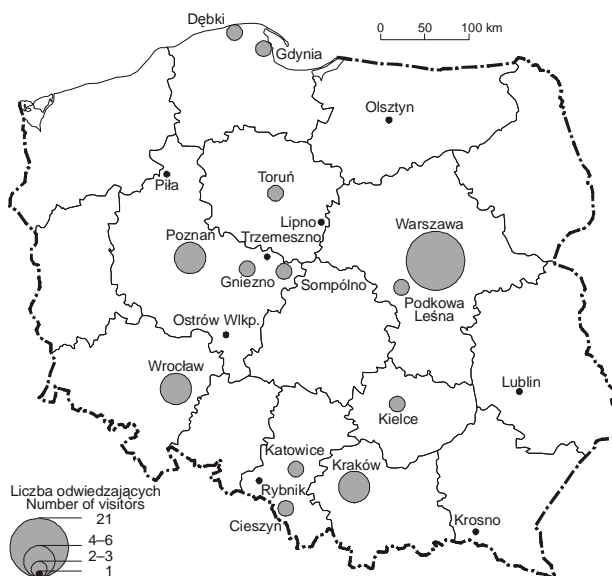 Dębki
Gdynia
0 50 100 km
Olsztyn
Piła
Toruń
Lipno
Trzemeszno
Warszawa
Poznań
Gniezno
Sompólno
Podkowa
Leśna
Ostrów Wlkp.
Wrocław
Lublin
Kielce
Katowice
Kraków
Rybnik
Cieszyn
Krosno
Liczba odwiedzających
Number of visitors
21
4–6
2–3
1